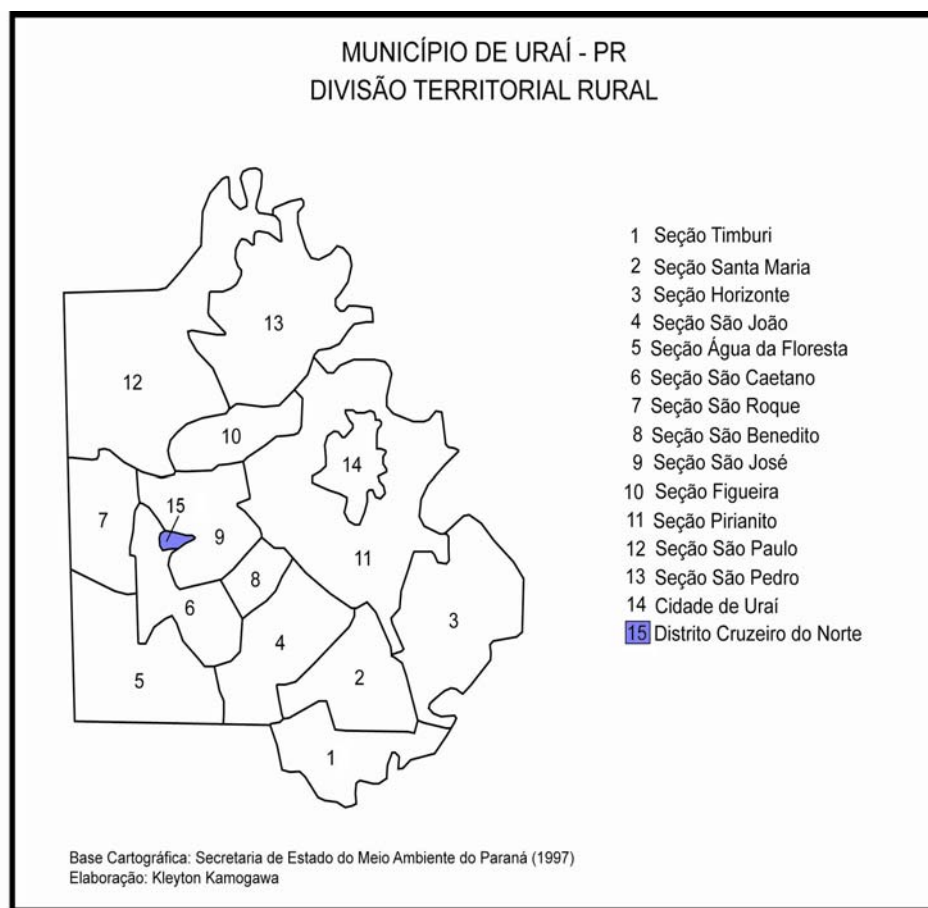 MUNICÍPIO DE URAÍ - PR
DIVISÃO TERRITORIAL RURAL
1 Seção Timburi
2 Seção Santa Maria
3 Seção Horizonte
4 Seção São João
5 Seção Água da Floresta
6 Seção São Caetano
7 Seção São Roque
8 Seção São Benedito
9 Seção São José
10 Seção Figueira
11 Seção Pirianito
12 Seção São Paulo
13 Seção São Pedro
14 Cidade de Uraí
15 Distrito Cruzeiro do Norte
13
12
10
14
15
7
9
11
8
6
3
4
2
5
1
Base Cartográfica: Secretaria de Estado do Meio Ambiente do Paraná (1997)
Elaboração: Kleyton Kamogawa